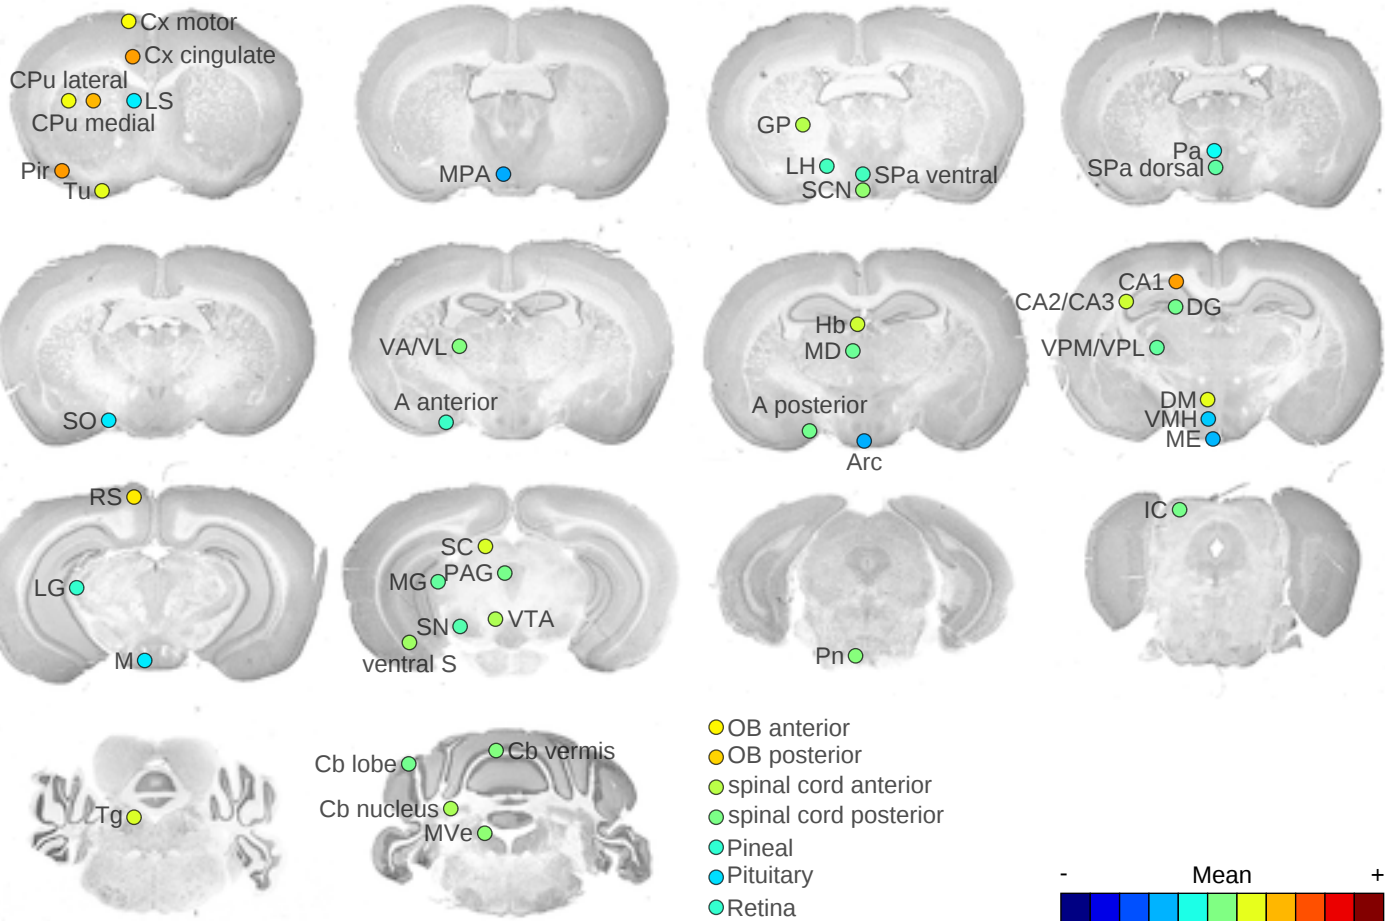 Cx motor
Cx cingulate
CPu lateral
LS
CPu medial
Pir
Tu
MPA
GP
LH
SPa ventral
SCN
Pa
SPa dorsal
SO
VA/VL
A anterior
Hb
MD
A posterior
Arc
CA1
CA2/CA3
DG
VPM/VPL
DM
VMH
ME
RS
LG
M
SC
MG
PAG
SN
VTA
ventral S
Pn
IC
Tg
Cb lobe
Cb vermis
Cb nucleus
MVe
OB anterior
OB posterior
spinal cord anterior
spinal cord posterior
Pineal
Pituitary
Retina
- Mean +